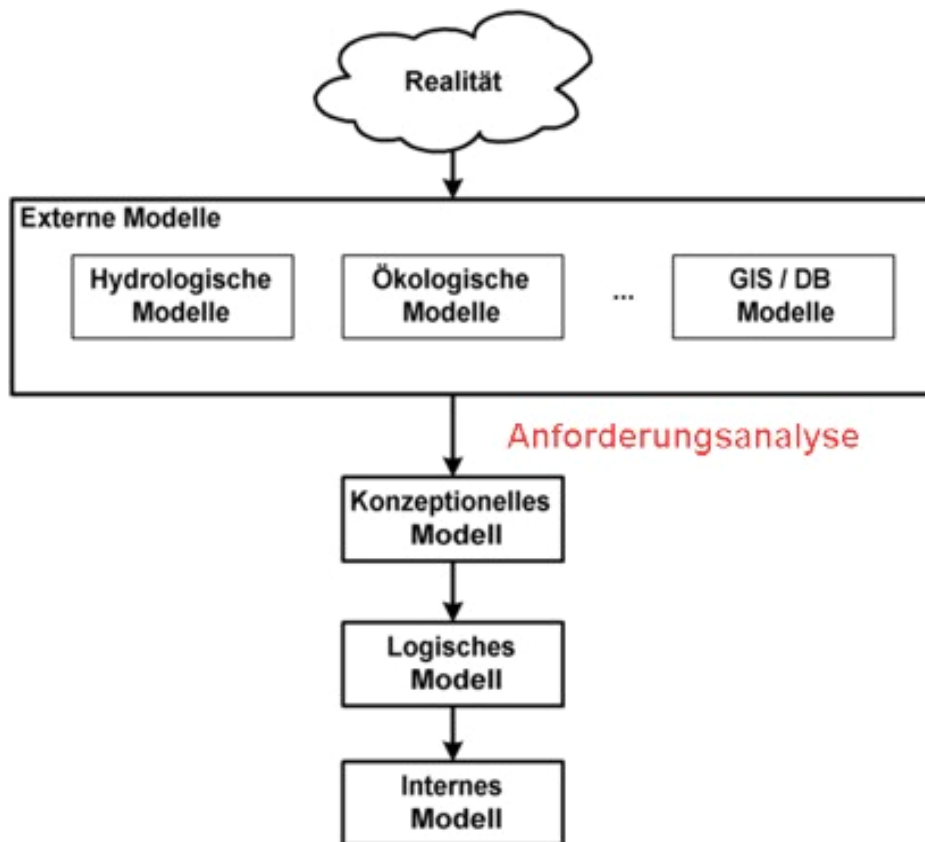 Realität
Externe Modelle
Hydrologische
Modelle
Ökologische
Modelle
...
GIS / DB
Modelle
Anforderungsanalyse
Konzeptionelles
Modell
Logisches
Modell
Internes
Modell